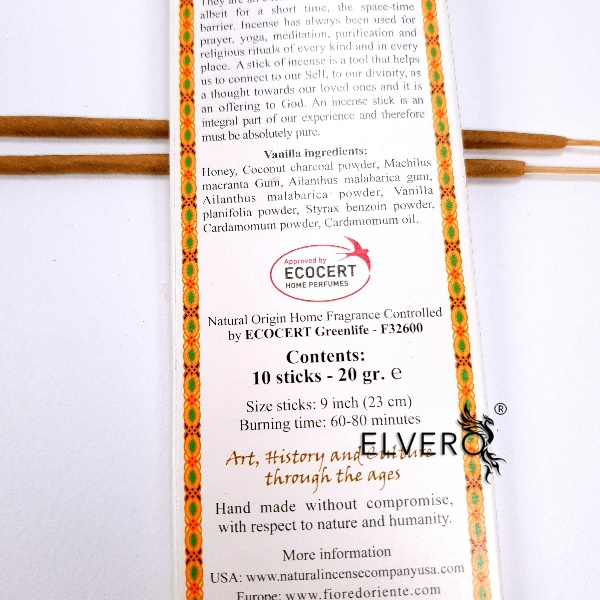 albeit for a short time, the space-time
barrier. Incense has always been used for
prayer, yoga, meditation, purification and
religious rituals of every kind and in every
place. A stick of incense is a tool that helps
us to connect to our Self, to our divinity, as
a thought towards our loved ones and it is
an offering to God. An incense stick is an
integral part of our experience and therefore
must be absolutely pure.
Vanilla ingredients:
Honey, Coconut charcoal powder, Machilus
macranta Gum, Ailanthus malabarica gum,
Ailanthus malabarica powder, Vanilla
planifolia powder, Styrax benzoin powder,
Cardamomum powder, Cardamomum oil.
Approved by
ECOCERT
HOME PERFUMES
Natural Origin Home Fragrance Controlled
by ECOCERT Greenlife - F32600
Contents:
10 sticks - 20 gr. ℮
Size sticks: 9 inch (23 cm)
Burning time: 60-80 minutes
ELVERO ®
Art, History and Culture
through the ages
Hand made without compromise,
with respect to nature and humanity.
More information
USA: www.naturalincensecompanyusa.com
Europe: www.fioredoriente.com